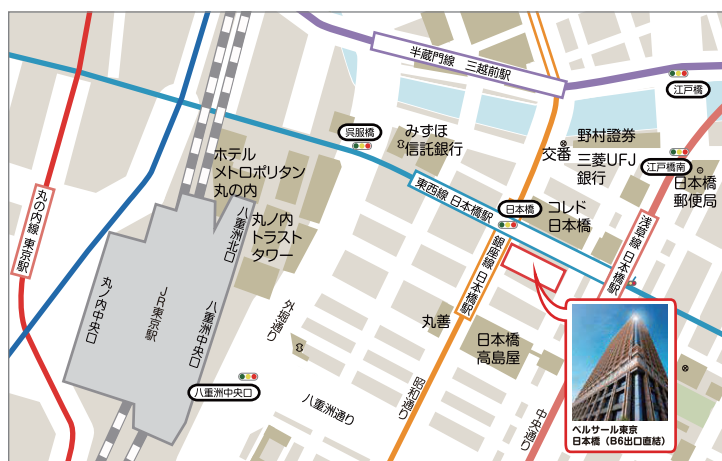 半蔵門線 三越前駅
江戸橋
呉服橋
みずほ
信託銀行
野村證券
交番
三菱UFJ
銀行
江戸橋南
日本橋
郵便局
ホテル
メトロポリタン
丸の内
東西線 日本橋駅
日本橋
コレド
日本橋
浅草線 日本橋駅
丸の内線 東京駅
八重洲北口
丸ノ内
トラスト
タワー
銀座線 日本橋駅
丸ノ内中央口
JR東京駅
八重洲中央口
外堀通り
丸善
日本橋
高島屋
八重洲中央口
八重洲通り
昭和通り
中央通り
ベルサール東京
日本橋（B6出口直結）